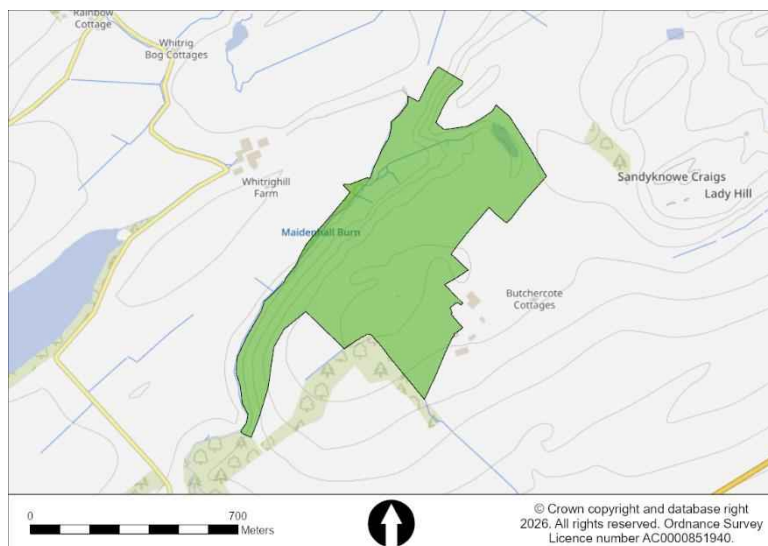 Rainbow
Cottage
Whitrig
Bog Cottages
Whitrighill
Farm
Sandyknowe Craigs
Lady Hill
Maidenhall Burn
Butchercote
Cottages
0
700
Meters
© Crown copyright and database right
2026. All rights reserved. Ordnance Survey
Licence number AC0000851940.